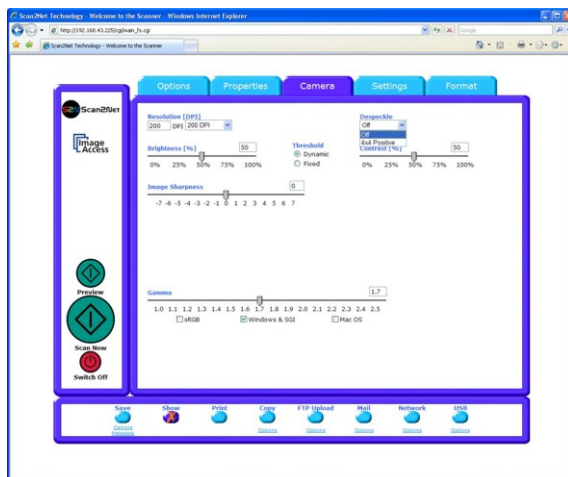 Scan2Net Technology - Welcome to the Scanner - Windows Internet Explorer
http://192.168.43.225/cgi/main_fx.cgi
Google
Scan2Net Technology - Welcome to the Scanner
Options Properties Camera Settings Format
S2N Scan2Net
Image Access
Resolution [DPI]
200 DPI 200 DPI
Despeckle
Off
Off
4x4 Positive
Brightness [%] 50
0% 25% 50% 75% 100%
Threshold
Dynamic
Fixed
Contrast [%] 50
0% 25% 50% 75% 100%
Image Sharpness 0
-7 -6 -5 -4 -3 -2 -1 0 1 2 3 4 5 6 7
Preview
Gamma 1.7
1.0 1.1 1.2 1.3 1.4 1.5 1.6 1.7 1.8 1.9 2.0 2.1 2.2 2.3 2.4 2.5
sRGB Windows & SGI Mac OS
Scan Now
Switch Off
Save Show Print Copy FTP Upload Mail Network USB
Options Options Options Options Options Options
Metadata